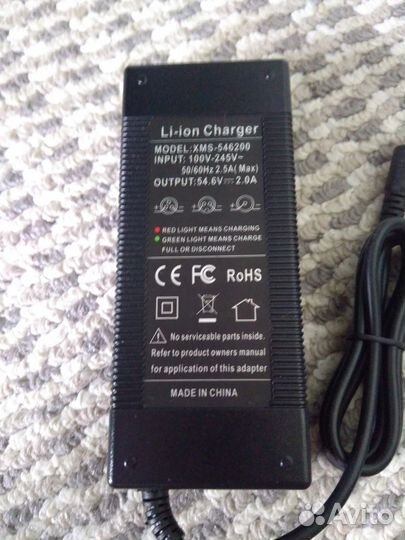 Li-ion Charger
MODEL:XMS-546200
INPUT: 100V-245V~
50/60Hz 2.5A(Max)
OUTPUT:54.6V⎓2.0A
RED LIGHT MEANS CHARGING
GREEN LIGHT MEANS CHARGE
FULL OR DISCONNECT
CE FC RoHS
No serviceable parts inside.
Refer to product owners manual
for application of this adapter
MADE IN CHINA
Avito